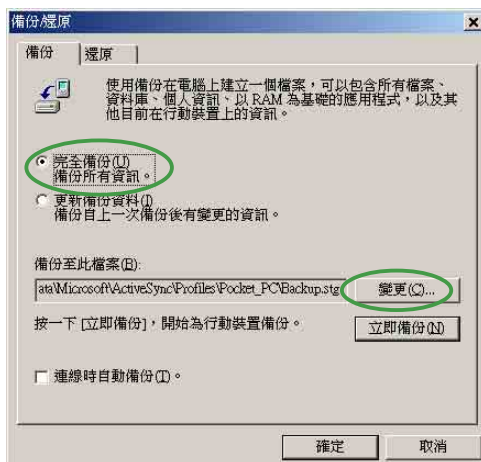 備份/還原
備份
還原
使用備份在電腦上建立一個檔案，可以包含所有檔案、
資料庫、個人資訊、以 RAM 為基礎的應用程式，以及其
他目前在行動裝置上的資訊。
完全備份(U)
備份所有資訊。
更新備份資料(I)
備份自上一次備份後有變更的資訊。
備份至此檔案(B):
ata\Microsoft\ActiveSync\Profiles\Pocket_PC\Backup.stg
變更(C)...
按一下 [立即備份]，開始為行動裝置備份。
立即備份(N)
連線時自動備份(T)。
確定
取消